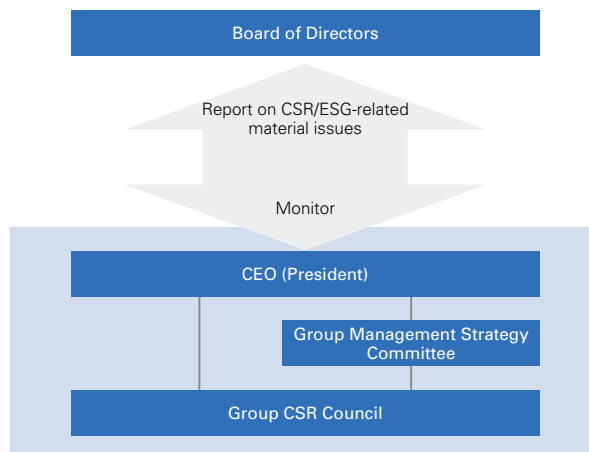 Board of Directors
Report on CSR/ESG-related
material issues
Monitor
CEO (President)
Group Management Strategy
Committee
Group CSR Council